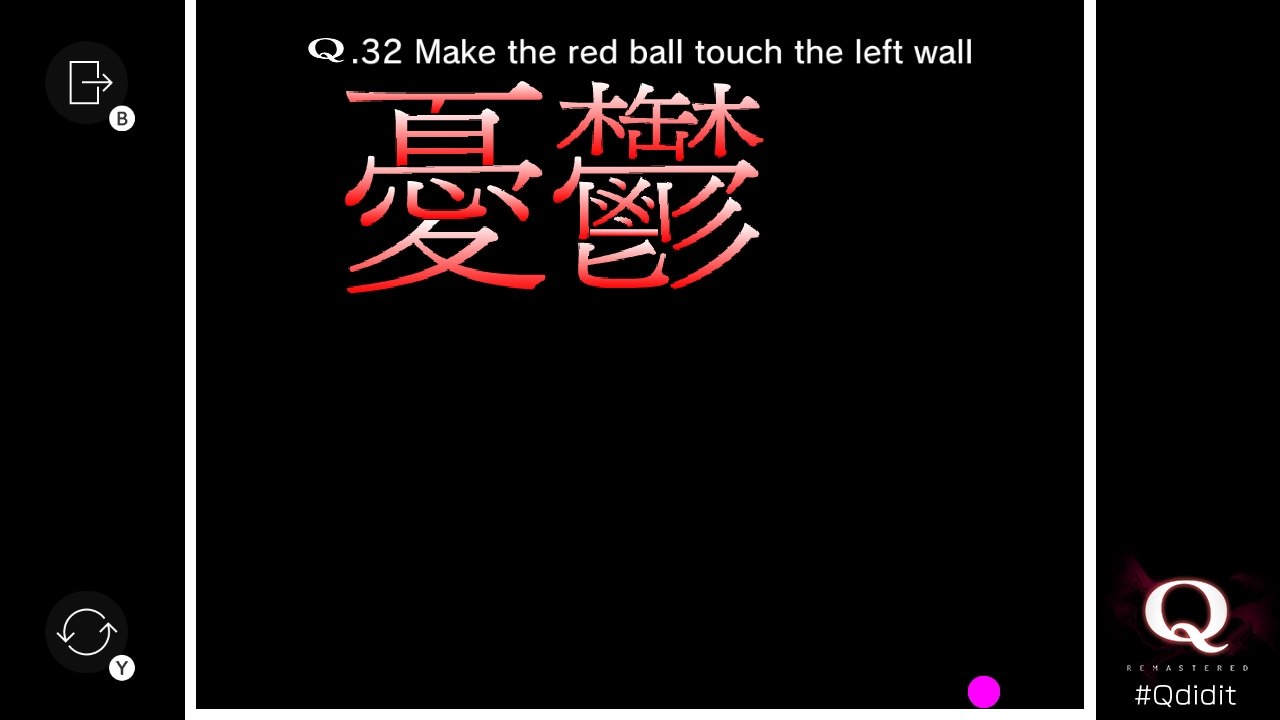 Q.32 Make the red ball touch the left wall
憂鬱
B
Y
Q
REMASTERED
#Qdidit